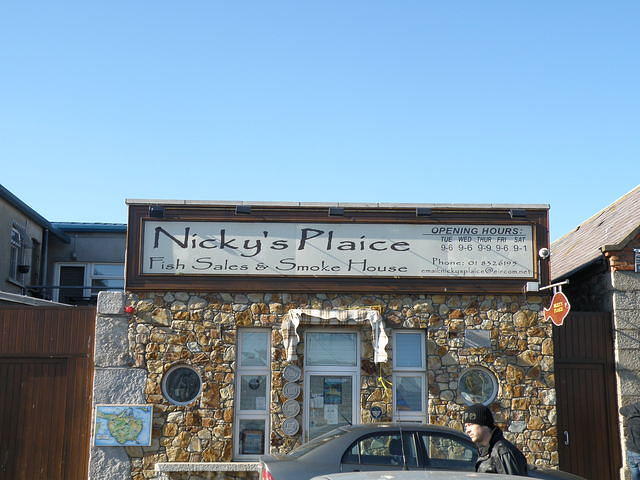 Nicky's Plaice
Fish Sales & Smoke House
OPENING HOURS:
TUE WED THUR FRI SAT
9-6 9-6 9-9 9-6 9-1
Phone: 01 8326195
email:nickysplaice@eircom.net